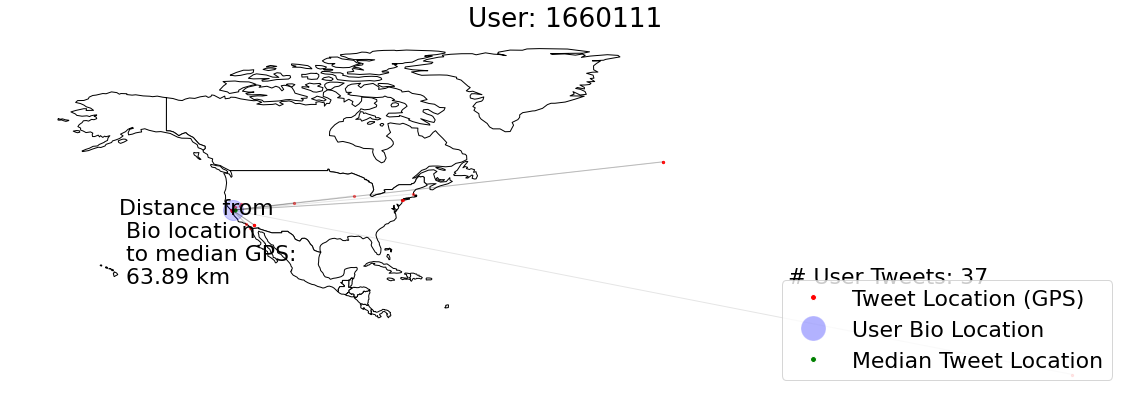 User: 1660111
Distance from
Bio location
to median GPS:
63.89 km
# User Tweets: 37
Tweet Location (GPS)
User Bio Location
Median Tweet Location